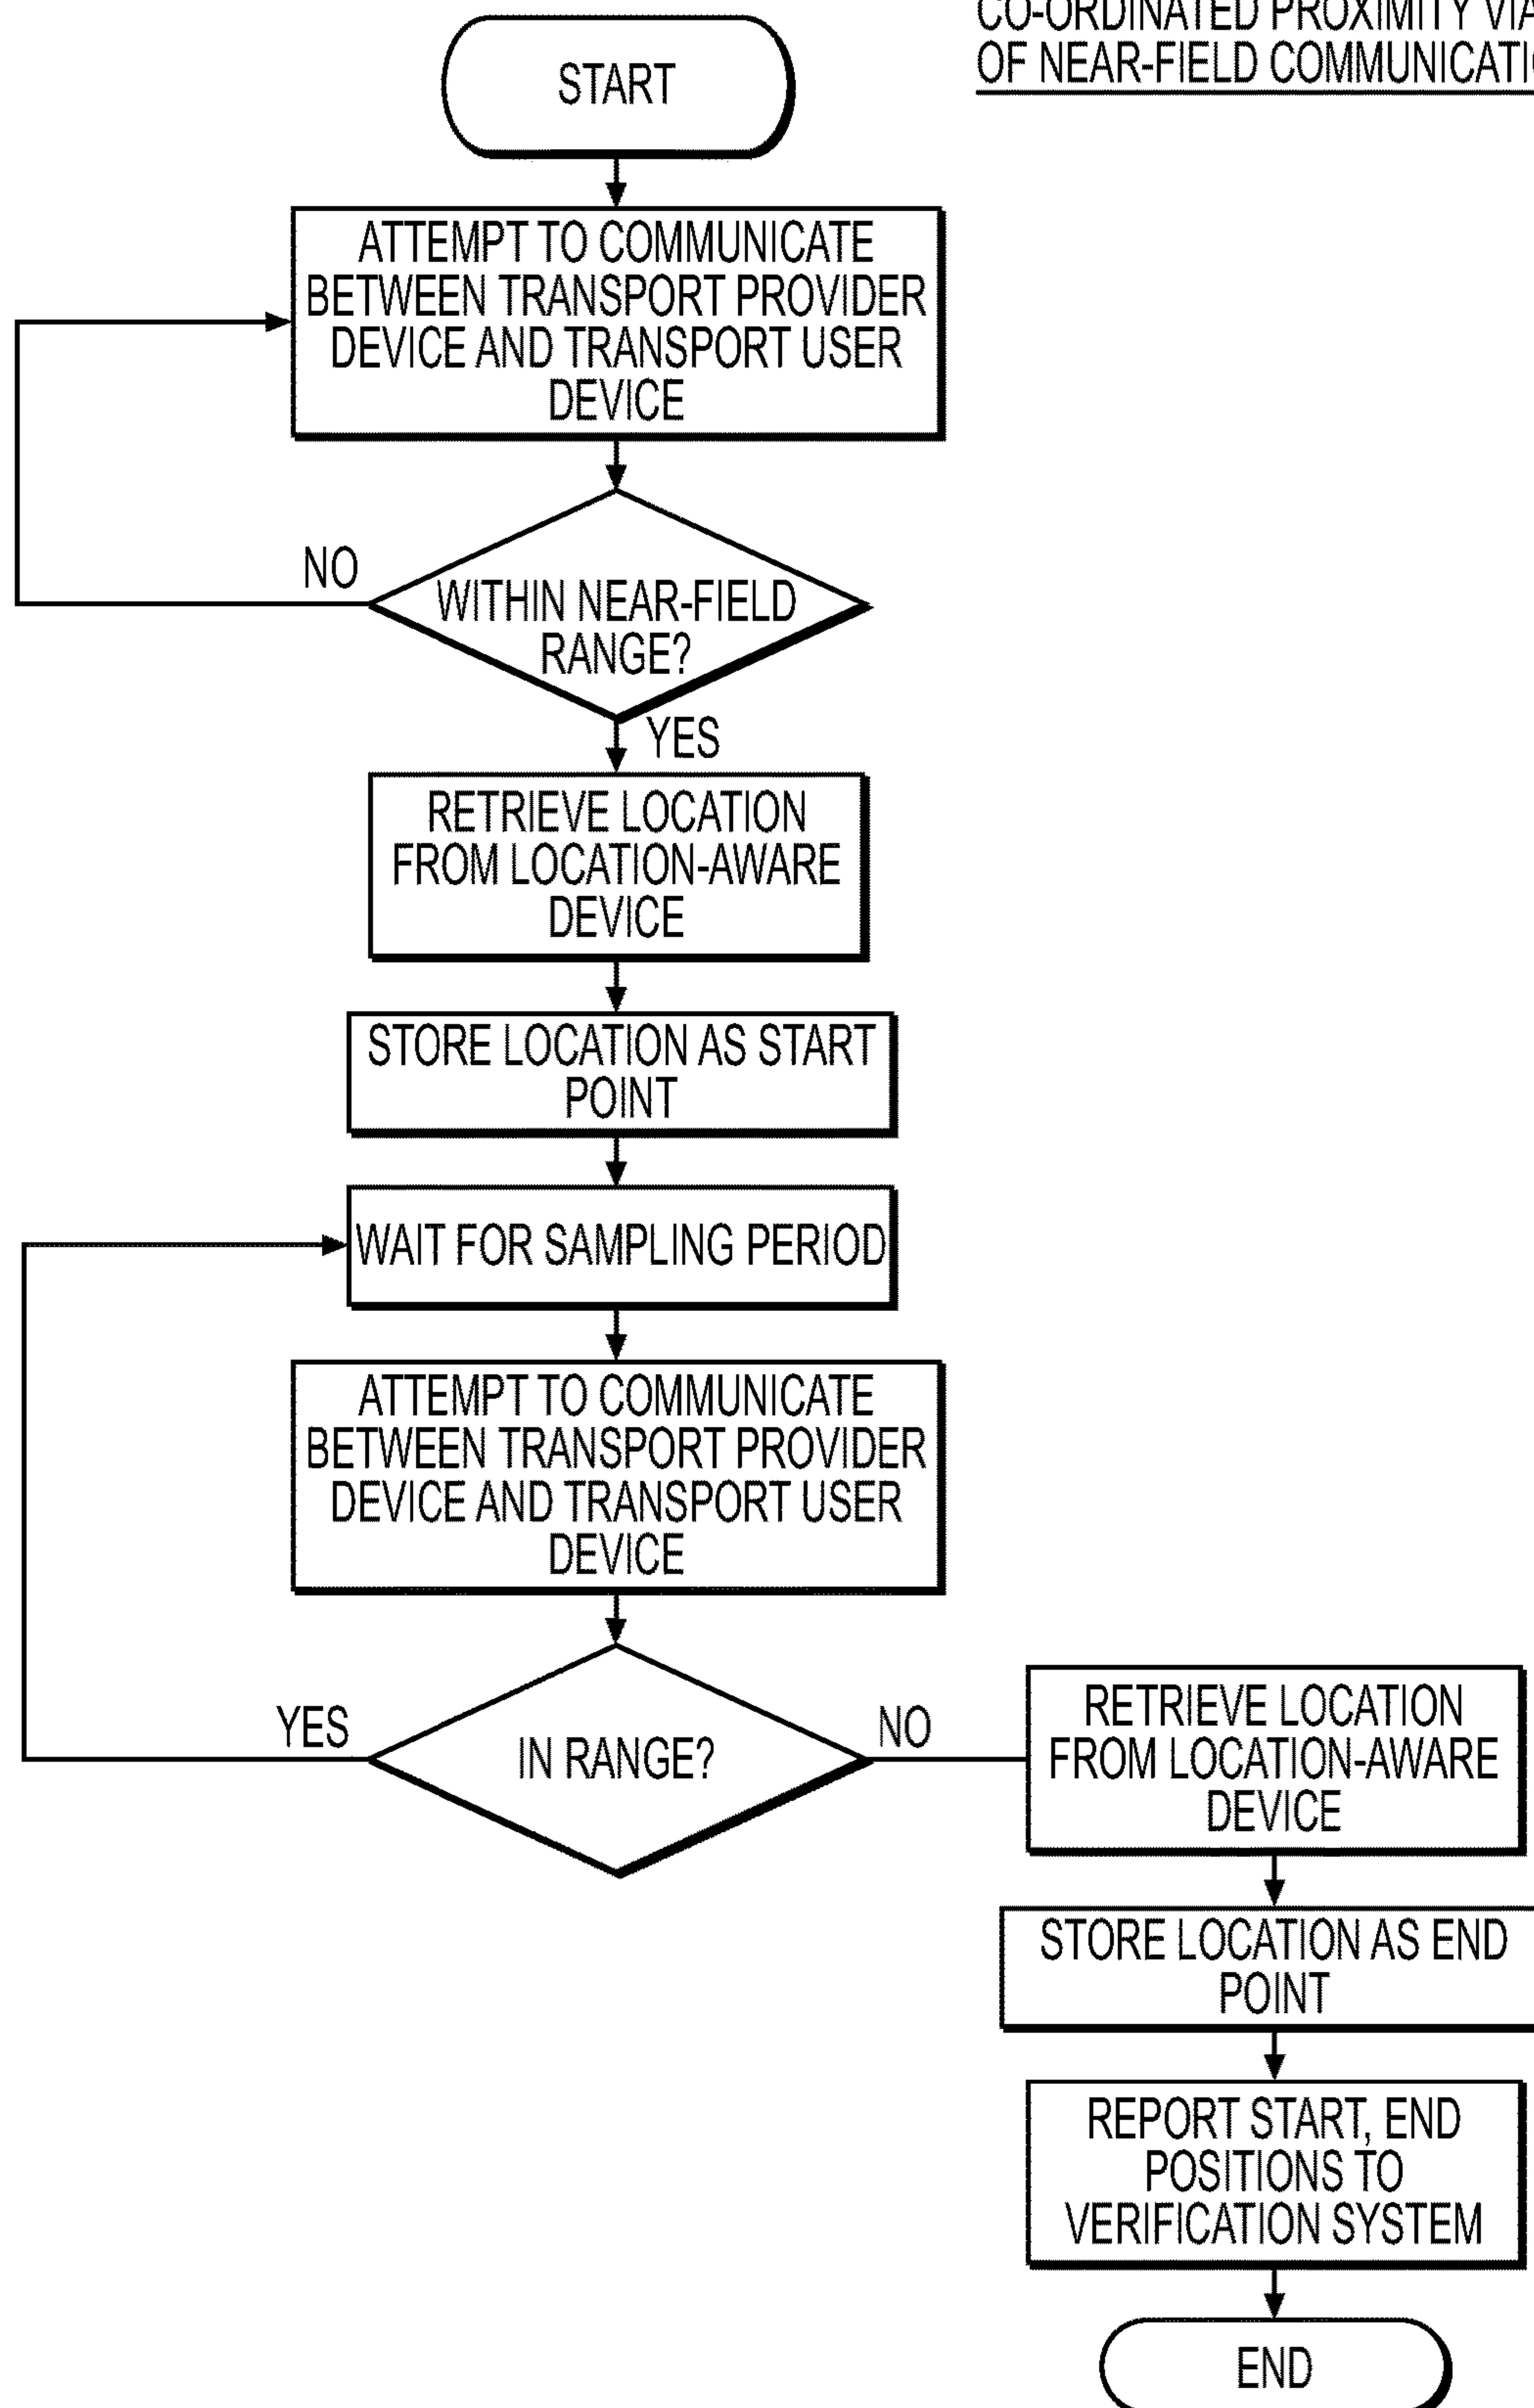 CO-ORDINATED PROXIMITY VIA
OF NEAR-FIELD
START
ATTEMPT TO COMMUNICATE
BETWEEN TRANSPORT PROVIDER
DEVICE AND TRANSPORT USER
DEVICE
NO
WITHIN NEAR-FIELD
RANGE?
YES
RETRIEVE LOCATION
FROM LOCATION-AWARE
DEVICE
STORE LOCATION AS START
POINT
WAIT FOR SAMPLING PERIOD
ATTEMPT TO COMMUNICATE
BETWEEN TRANSPORT PROVIDER
DEVICE AND TRANSPORT USER
DEVICE
YES
IN RANGE?
NO
RETRIEVE LOCATION
FROM LOCATION-AWARE
DEVICE
STORE LOCATION AS END
POINT
REPORT START, END
POSITIONS TO
VERIFICATION SYSTEM
END